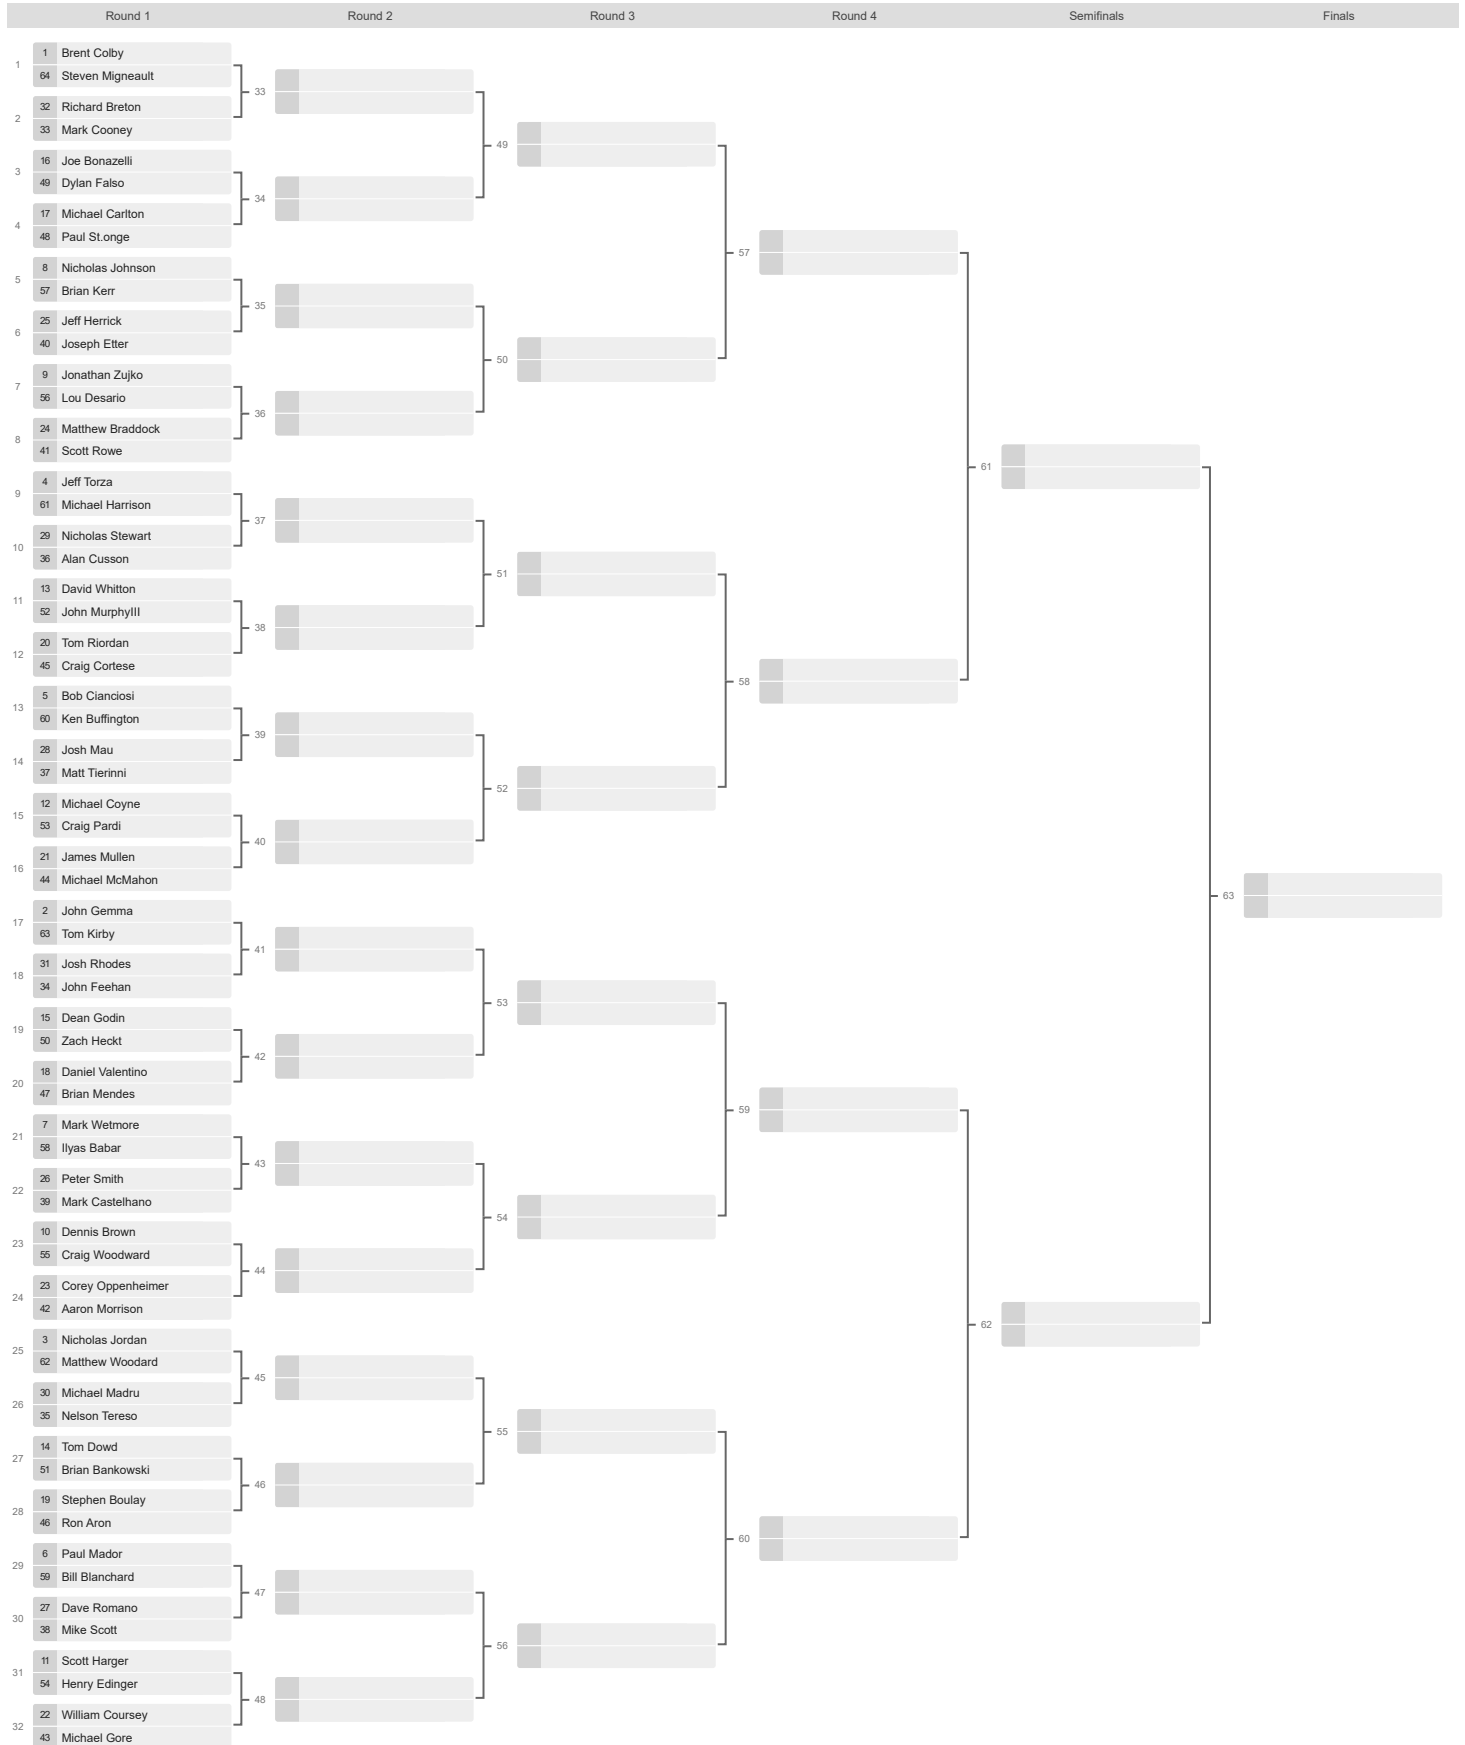 Round 1 Round 2 Round 3 Round 4 Semifinals Finals
1 Brent Colby
1
64 Steven Migneault
33
32 Richard Breton
2
33 Mark Cooney
49
16 Joe Bonazelli
3
49 Dylan Falso
34
17 Michael Carlton
4
48 Paul St.onge
57
8 Nicholas Johnson
5
57 Brian Kerr
35
25 Jeff Herrick
6
40 Joseph Etter
50
9 Jonathan Zujko
7
56 Lou Desario
36
24 Matthew Braddock
8
41 Scott Rowe
61
4 Jeff Torza
9
61 Michael Harrison
37
29 Nicholas Stewart
10
36 Alan Cusson
51
13 David Whitton
11
52 John MurphyIII
38
20 Tom Riordan
12
45 Craig Cortese
58
5 Bob Cianciosi
13
60 Ken Buffington
39
28 Josh Mau
14
37 Matt Tierinni
52
12 Michael Coyne
15
53 Craig Pardi
40
21 James Mullen
16
44 Michael McMahon
63
2 John Gemma
17
63 Tom Kirby
41
31 Josh Rhodes
18
34 John Feehan
53
15 Dean Godin
19
50 Zach Heckt
42
18 Daniel Valentino
20
47 Brian Mendes
59
7 Mark Wetmore
21
58 Ilyas Babar
43
26 Peter Smith
22
39 Mark Castelhano
54
10 Dennis Brown
23
55 Craig Woodward
44
23 Corey Oppenheimer
24
42 Aaron Morrison
62
3 Nicholas Jordan
25
62 Matthew Woodard
45
30 Michael Madru
26
35 Nelson Tereso
55
14 Tom Dowd
27
51 Brian Bankowski
46
19 Stephen Boulay
28
46 Ron Aron
60
6 Paul Mador
29
59 Bill Blanchard
47
27 Dave Romano
30
38 Mike Scott
56
11 Scott Harger
31
54 Henry Edinger
48
22 William Coursey
32
43 Michael Gore